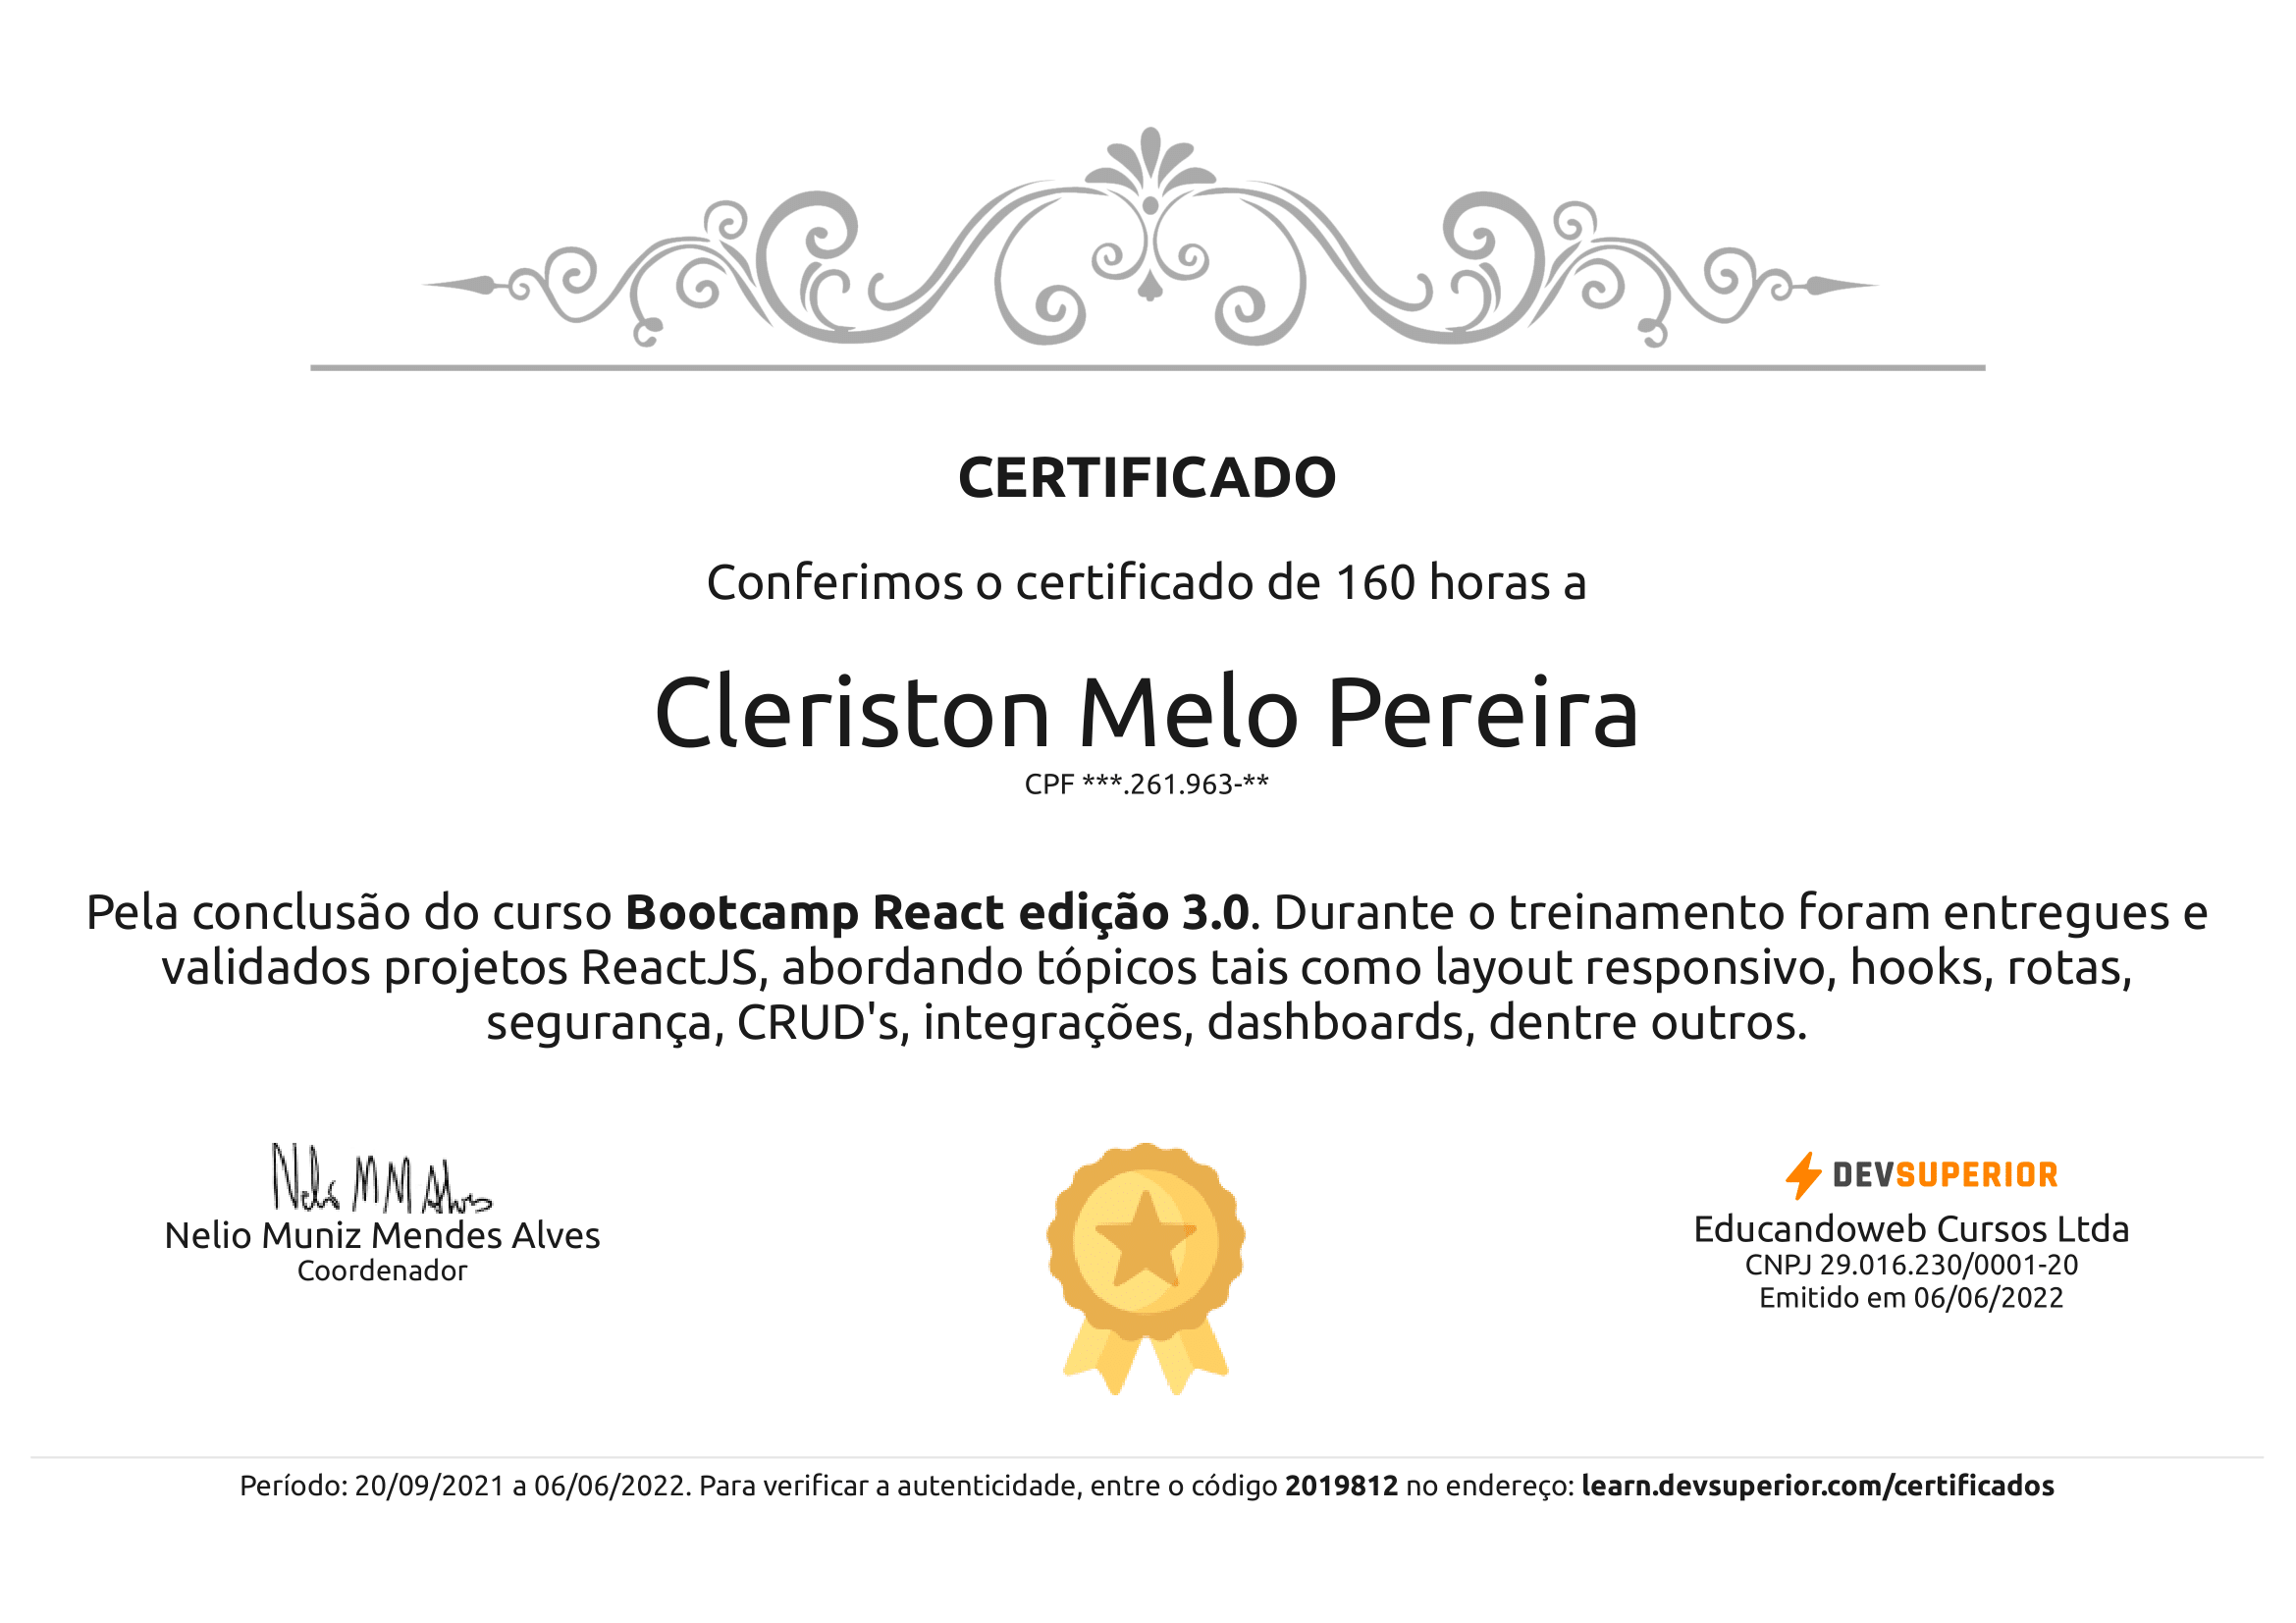 CERTIFICADO
Conferimos o certificado de 160 horas a
Cleriston Melo Pereira
CPF ***.261.963-**
Pela conclusão do curso Bootcamp React edição 3.0. Durante o treinamento foram entregues e
validados projetos ReactJS, abordando tópicos tais como layout responsivo, hooks, rotas,
segurança, CRUD's, integrações, dashboards, dentre outros.
Nelio M M Alves
Nelio Muniz Mendes Alves
Coordenador
DEVSUPERIOR
Educandoweb Cursos Ltda
CNPJ 29.016.230/0001-20
Emitido em 06/06/2022
Período: 20/09/2021 a 06/06/2022. Para verificar a autenticidade, entre o código 2019812 no endereço: learn.devsuperior.com/certificados